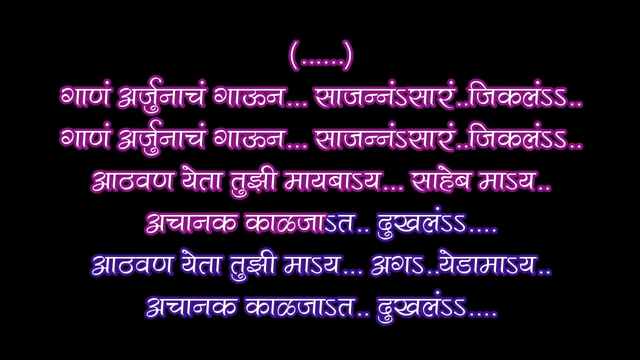 (......)
गाणं अर्जुनाचं गाऊन... साजन्नंऽसारं..जिकलंऽऽ..
गाणं अर्जुनाचं गाऊन... साजन्नंऽसारं..जिकलंऽऽ..
आठवण येता तुझी मायबाऽय... साहेब माऽय..
अचानक काळजाऽत.. दुखलंऽऽ....
आठवण येता तुझी माऽय... अगऽ..येडामाऽय..
अचानक काळजाऽत.. दुखलंऽऽ....